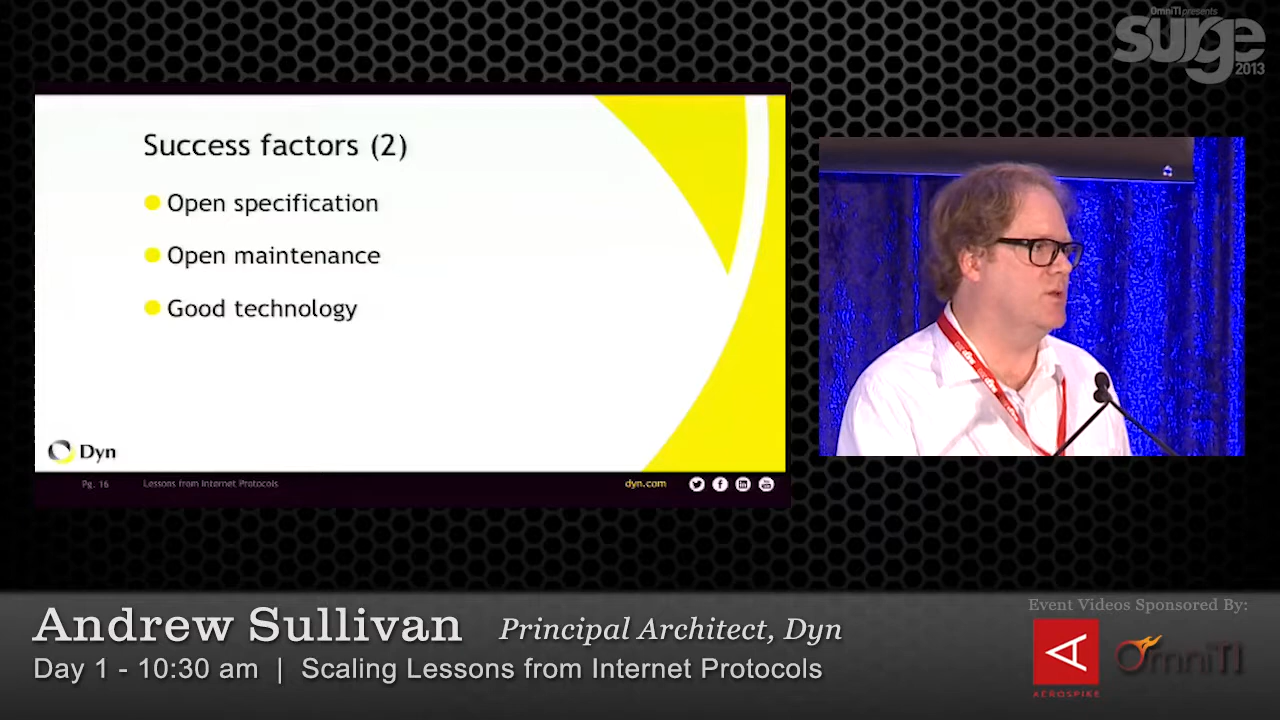 OmniTI presents
surge
2013
Success factors (2)
Open specification
Open maintenance
Good technology
Dyn
Pg. 16
Lessons from Internet Protocols
dyn.com
Andrew Sullivan
Principal Architect, Dyn
Day 1 - 10:30 am | Scaling Lessons from Internet Protocols
Event Videos Sponsored By:
AEROSPIKE
OmniTI